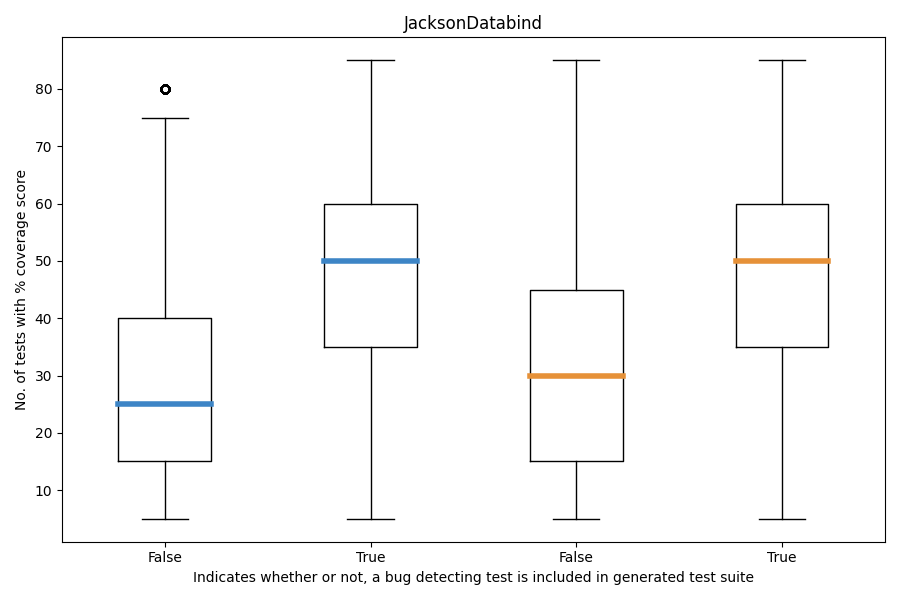 JacksonDatabind
No. of tests with % coverage score
80
70
60
50
40
30
20
10
False
True
False
True
Indicates whether or not, a bug detecting test is included in generated test suite